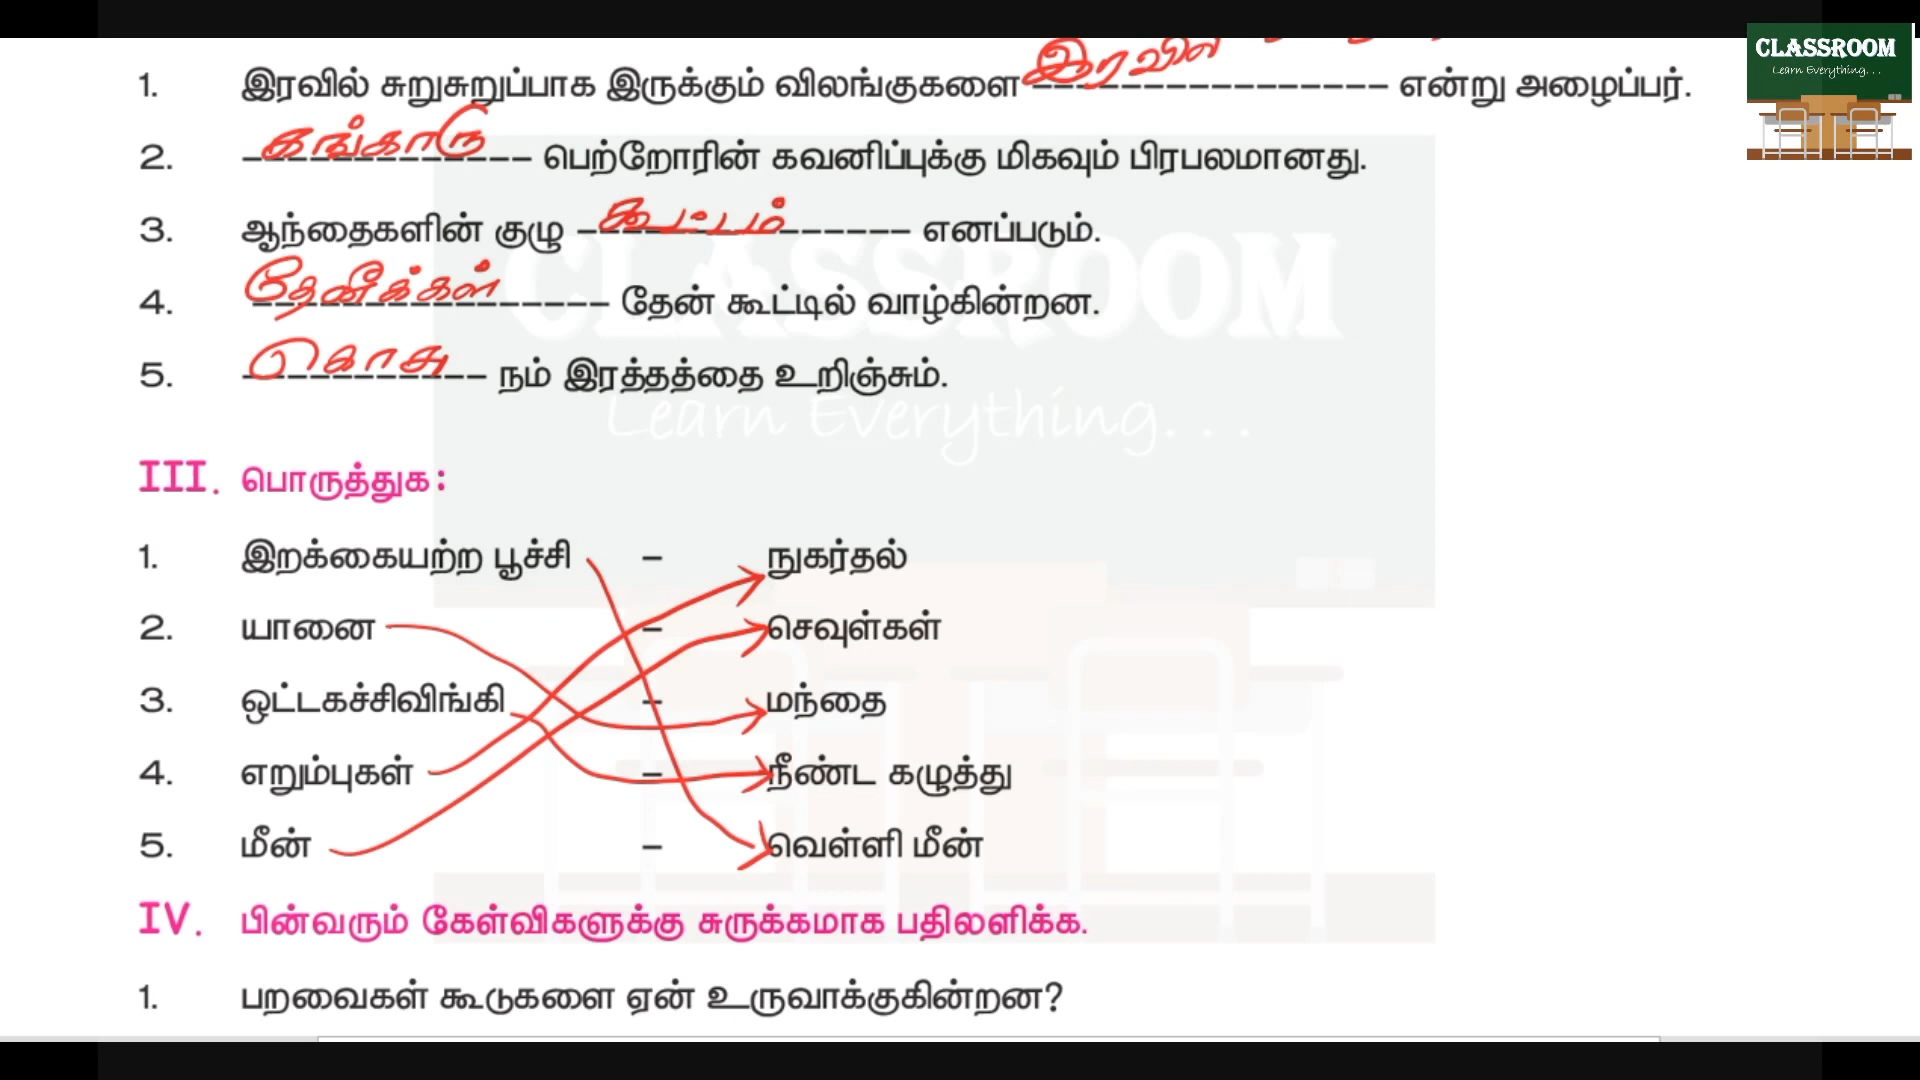 CLASSROOM
Learn Everything. . .
1. இரவில் சுறுசுறுப்பாக இருக்கும் விலங்குகளை இரவில் ---------------- என்று அழைப்பர்.
2. கங்காரு பெற்றோரின் கவனிப்புக்கு மிகவும் பிரபலமானது.
3. ஆந்தைகளின் குழு கூட்டம் எனப்படும்.
4. தேனீக்கள் தேன் கூட்டில் வாழ்கின்றன.
5. கொசு நம் இரத்தத்தை உறிஞ்சும்.
CLASSROOM
Learn Everything. . .
III. பொருத்துக:
1. இறக்கையற்ற பூச்சி – நுகர்தல்
2. யானை – செவுள்கள்
3. ஒட்டகச்சிவிங்கி – மந்தை
4. எறும்புகள் – நீண்ட கழுத்து
5. மீன் – வெள்ளி மீன்
IV. பின்வரும் கேள்விகளுக்கு சுருக்கமாக பதிலளிக்க.
1. பறவைகள் கூடுகளை ஏன் உருவாக்குகின்றன?